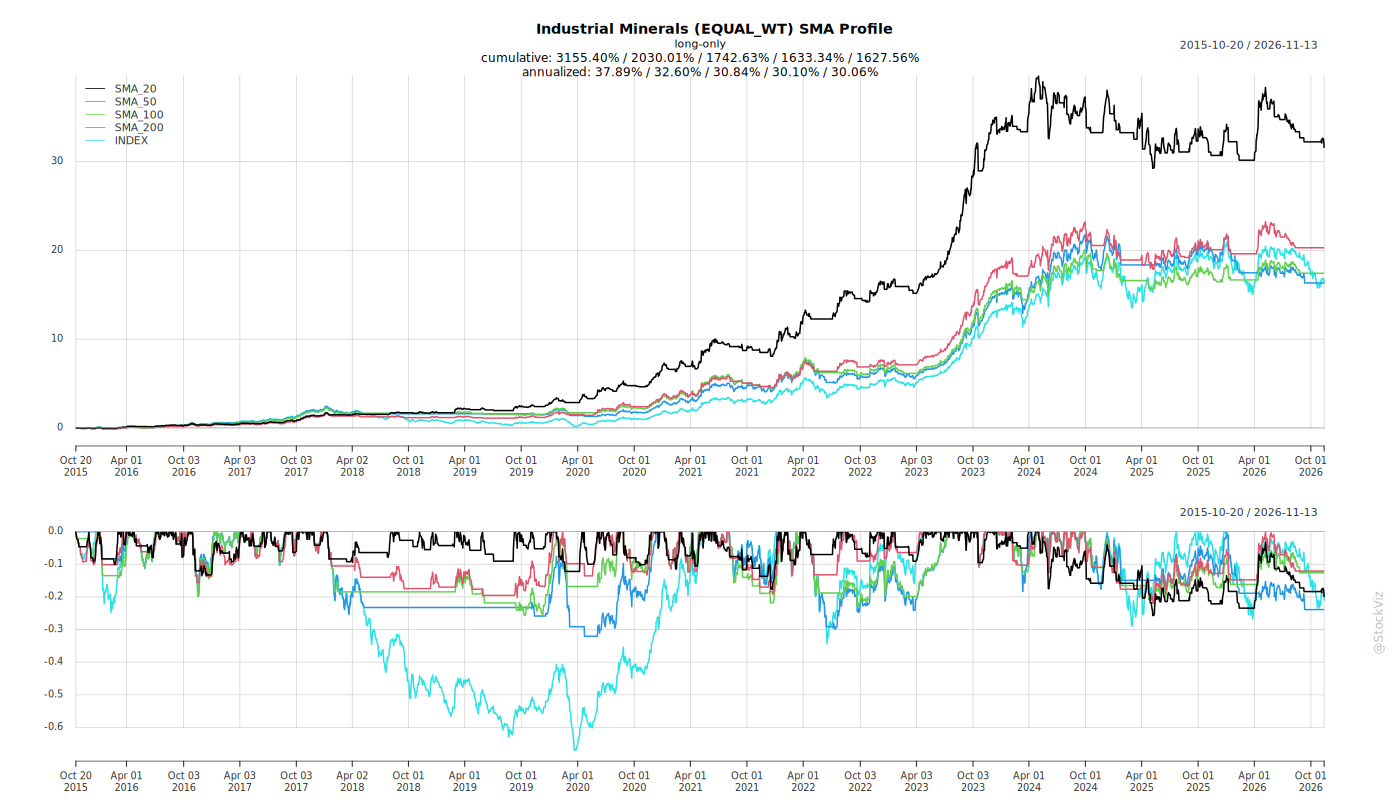 Industrial Minerals (EQUAL_WT) SMA Profile
long-only
2015-10-20 / 2026-11-13
cumulative: 3155.40% / 2030.01% / 1742.63% / 1633.34% / 1627.56%
annualized: 37.89% / 32.60% / 30.84% / 30.10% / 30.06%
SMA_20
SMA_50
SMA_100
SMA_200
INDEX
30
20
10
0
Oct 20 Apr 01 Oct 03 Apr 03 Oct 03 Apr 02 Oct 01 Apr 01 Oct 01 Apr 01 Oct 01 Apr 01 Oct 01 Apr 01 Oct 03 Apr 03 Oct 03 Apr 01 Oct 01 Apr 01 Oct 01 Apr 01 Oct 01
2015 2016 2016 2017 2017 2018 2018 2019 2019 2020 2020 2021 2021 2022 2022 2023 2023 2024 2024 2025 2025 2026 2026
2015-10-20 / 2026-11-13
0.0
-0.1
-0.2
-0.3
-0.4
-0.5
-0.6
Oct 20 Apr 01 Oct 03 Apr 03 Oct 03 Apr 02 Oct 01 Apr 01 Oct 01 Apr 01 Oct 01 Apr 01 Oct 01 Apr 01 Oct 03 Apr 03 Oct 03 Apr 01 Oct 01 Apr 01 Oct 01 Apr 01 Oct 01
2015 2016 2016 2017 2017 2018 2018 2019 2019 2020 2020 2021 2021 2022 2022 2023 2023 2024 2024 2025 2025 2026 2026
@StockViz